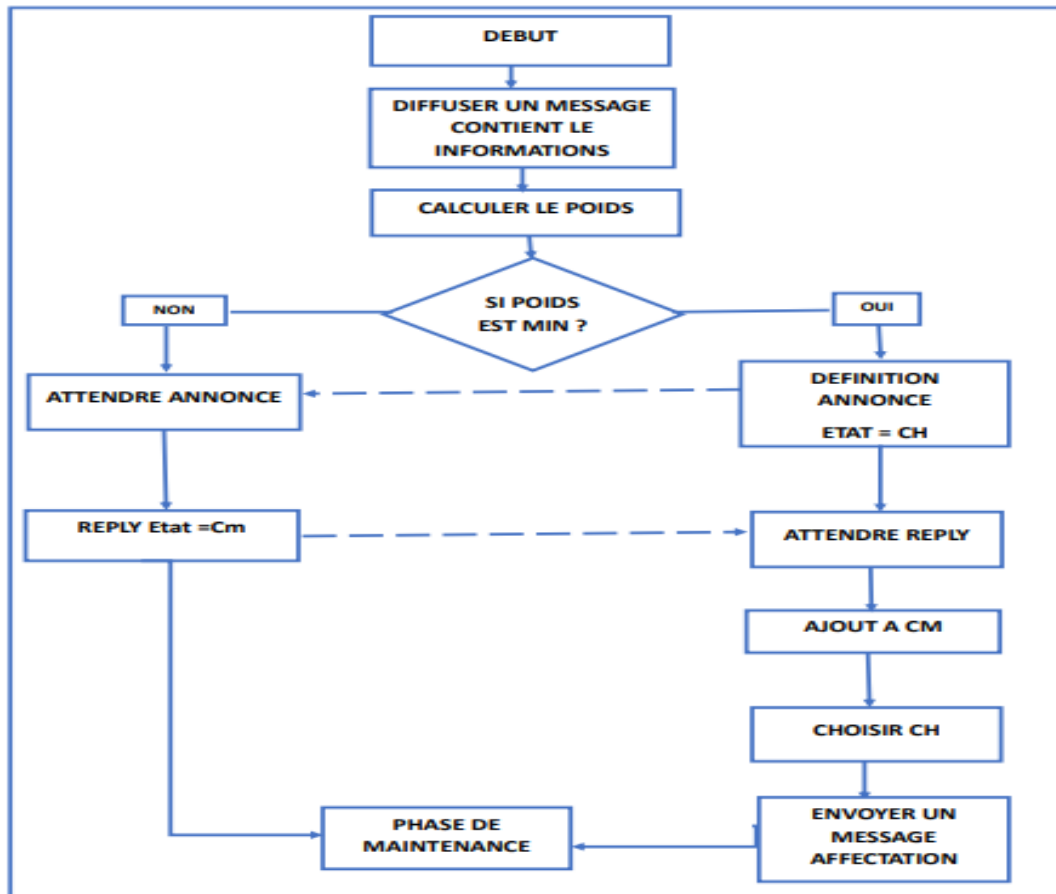 DEBUT
DIFFUSER UN MESSAGE
CONTIENT LE
INFORMATIONS
CALCULER LE POIDS
SI POIDS
EST MIN ?
NON
OUI
ATTENDRE ANNONCE
DEFINITION
ANNONCE
ETAT = CH
REPLY Etat =Cm
ATTENDRE REPLY
AJOUT A CM
CHOISIR CH
PHASE DE
MAINTENANCE
ENVOYER UN
MESSAGE
AFFECTATION